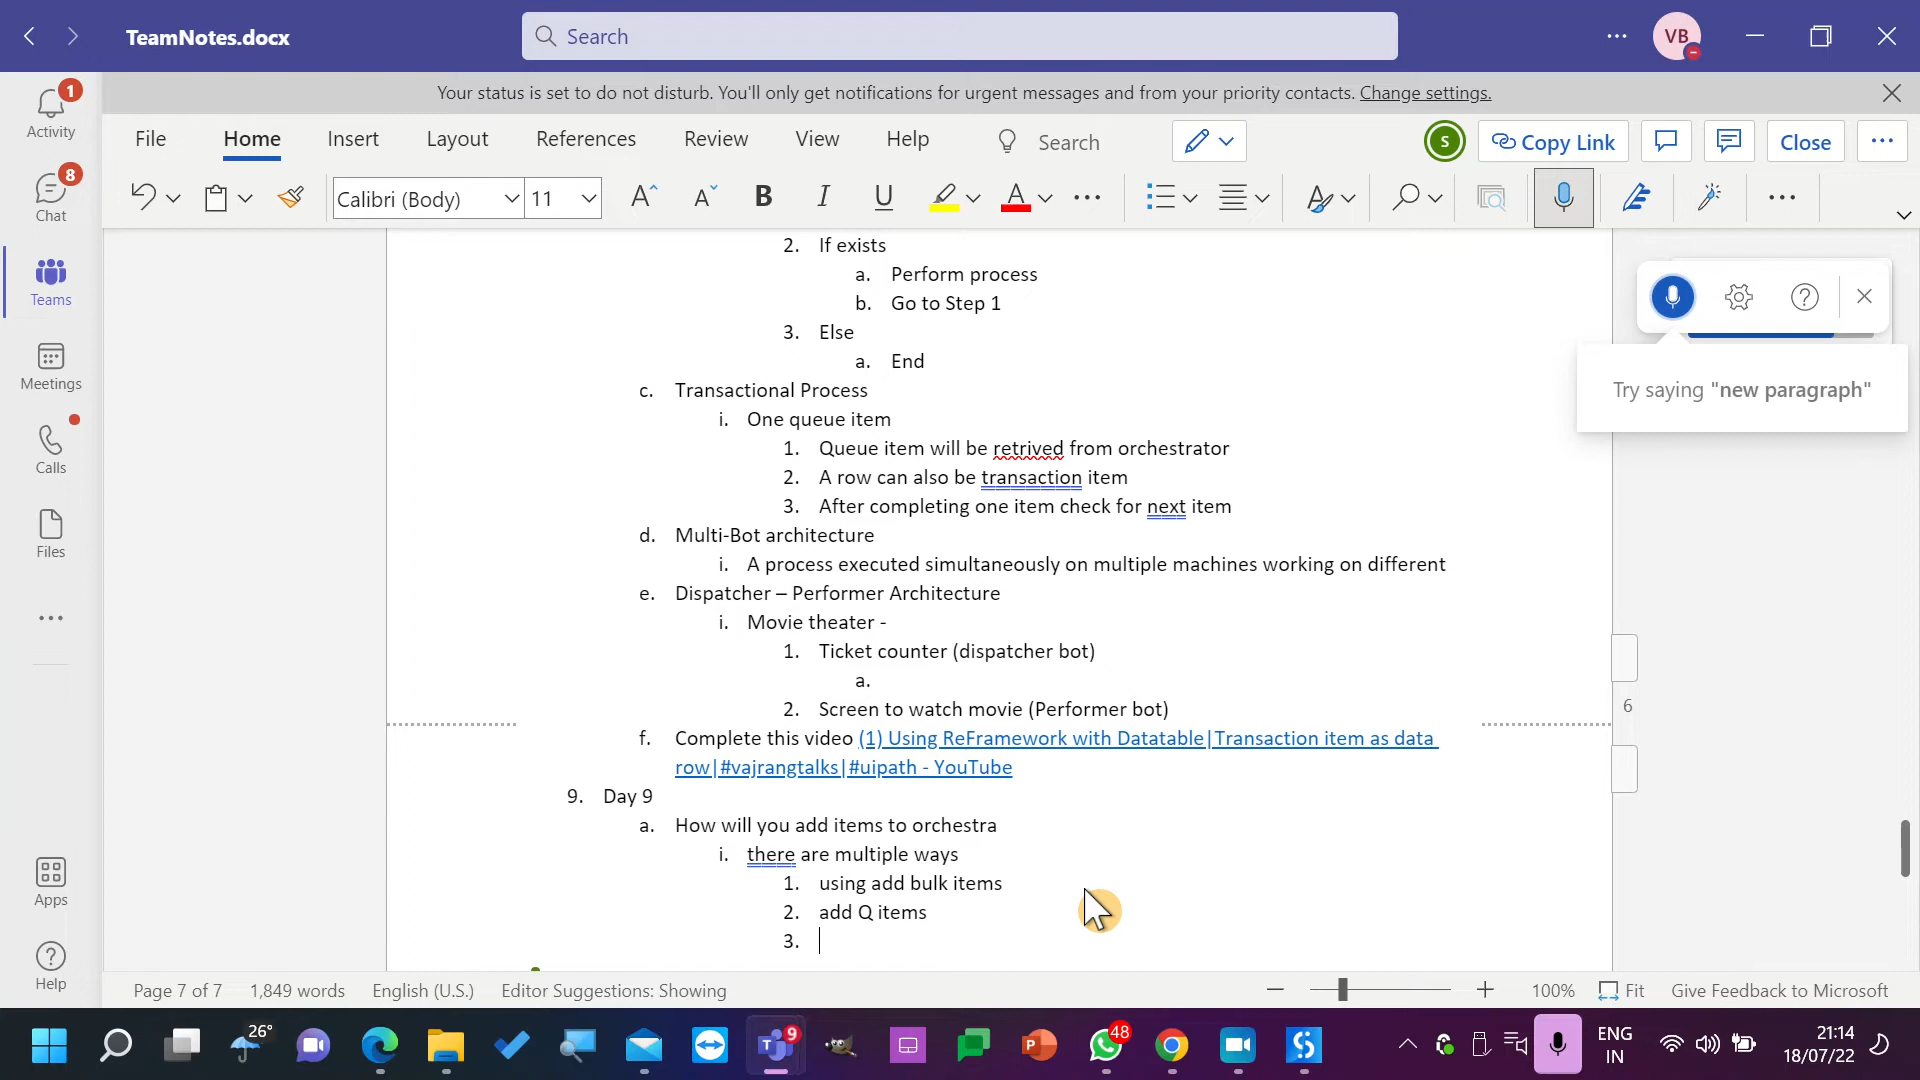 TeamNotes.docx
Search
VB
Your status is set to do not disturb. You'll only get notifications for urgent messages and from your priority contacts. Change settings.
1
Activity
8
Chat
Teams
Meetings
Calls
Files
Apps
Help
File Home Insert Layout References Review View Help Search
S
Copy Link
Close
Calibri (Body) 11
A A B I U A
2. If exists
a. Perform process
b. Go to Step 1
3. Else
a. End
c. Transactional Process
i. One queue item
1. Queue item will be retrived from orchestrator
2. A row can also be transaction item
3. After completing one item check for next item
d. Multi-Bot architecture
i. A process executed simultaneously on multiple machines working on different
e. Dispatcher – Performer Architecture
i. Movie theater -
1. Ticket counter (dispatcher bot)
a.
2. Screen to watch movie (Performer bot)
f. Complete this video (1) Using ReFramework with Datatable|Transaction item as data
row|#vajrangtalks|#uipath - YouTube
9. Day 9
a. How will you add items to orchestra
i. there are multiple ways
1. using add bulk items
2. add Q items
3.
Try saying "new paragraph"
6
Page 7 of 7 1,849 words English (U.S.) Editor Suggestions: Showing
100% Fit Give Feedback to Microsoft
26°
9
48
ENG
IN
21:14
18/07/22